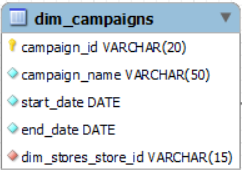 dim_campaigns
campaign_id VARCHAR(20)
campaign_name VARCHAR(50)
start_date DATE
end_date DATE
dim_stores_store_id VARCHAR(15)